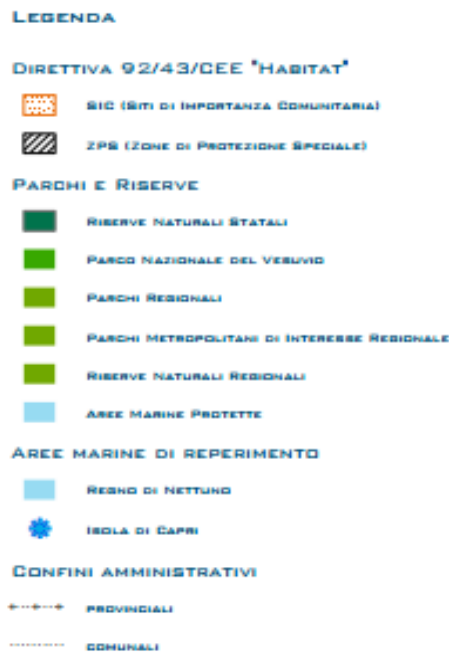 Legenda
Direttiva 92/43/CEE "Habitat"
SIC (Siti di Importanza Comunitaria)
ZPS (Zone di Protezione Speciale)
Parchi e Riserve
Riserve Naturali Statali
Parco Nazionale del Vesuvio
Parchi Regionali
Parchi Metropolitani di Interesse Regionale
Riserve Naturali Regionali
Aree Marine Protette
Aree marine di reperimento
Regno di Nettuno
Isola di Capri
Confini amministrativi
provinciali
comunali